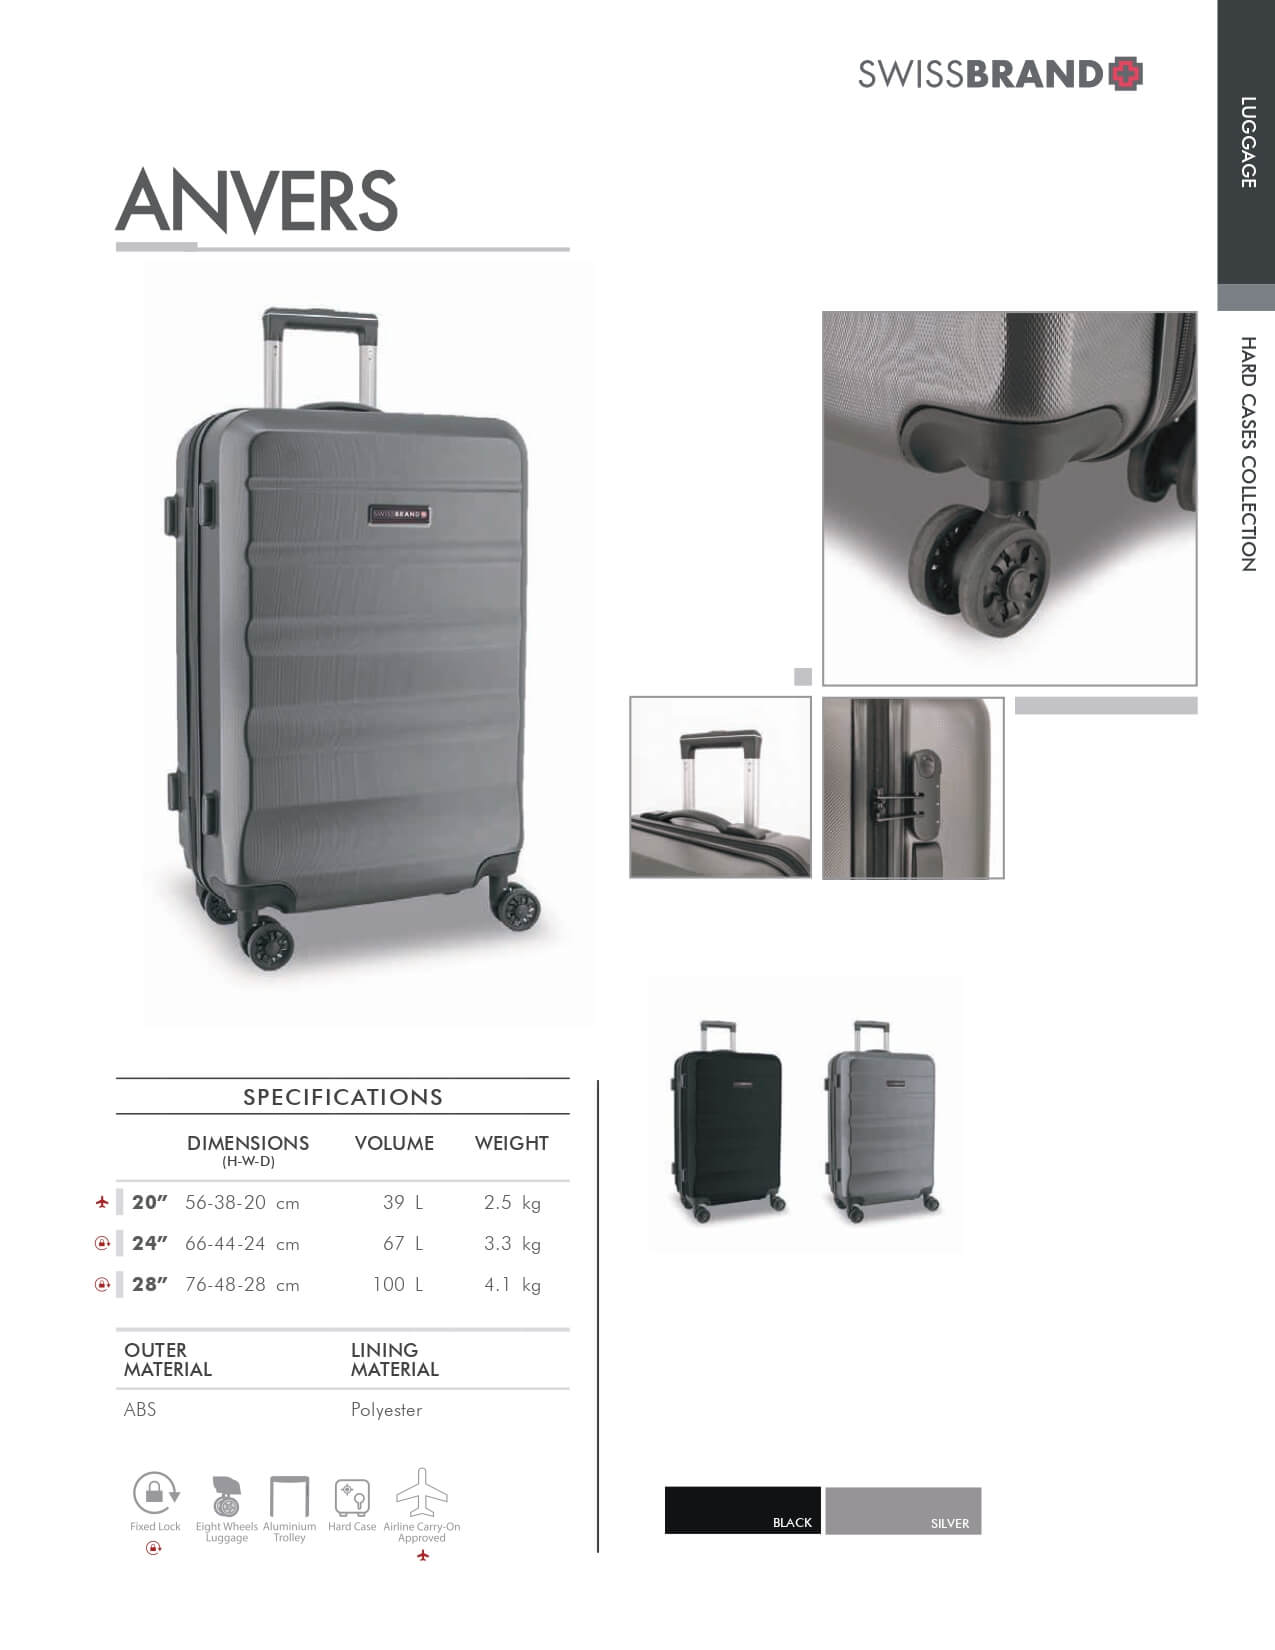 SWISSBRAND
LUGGAGE
HARD CASES COLLECTION
ANVERS
SWISSBRAND
SPECIFICATIONS
DIMENSIONS VOLUME WEIGHT
(H-W-D)
20” 56-38-20 cm 39 L 2.5 kg
24” 66-44-24 cm 67 L 3.3 kg
28” 76-48-28 cm 100 L 4.1 kg
OUTER MATERIAL LINING MATERIAL
ABS Polyester
Fixed Lock Eight Wheels Luggage Aluminium Trolley Hard Case Airline Carry-On Approved
BLACK SILVER